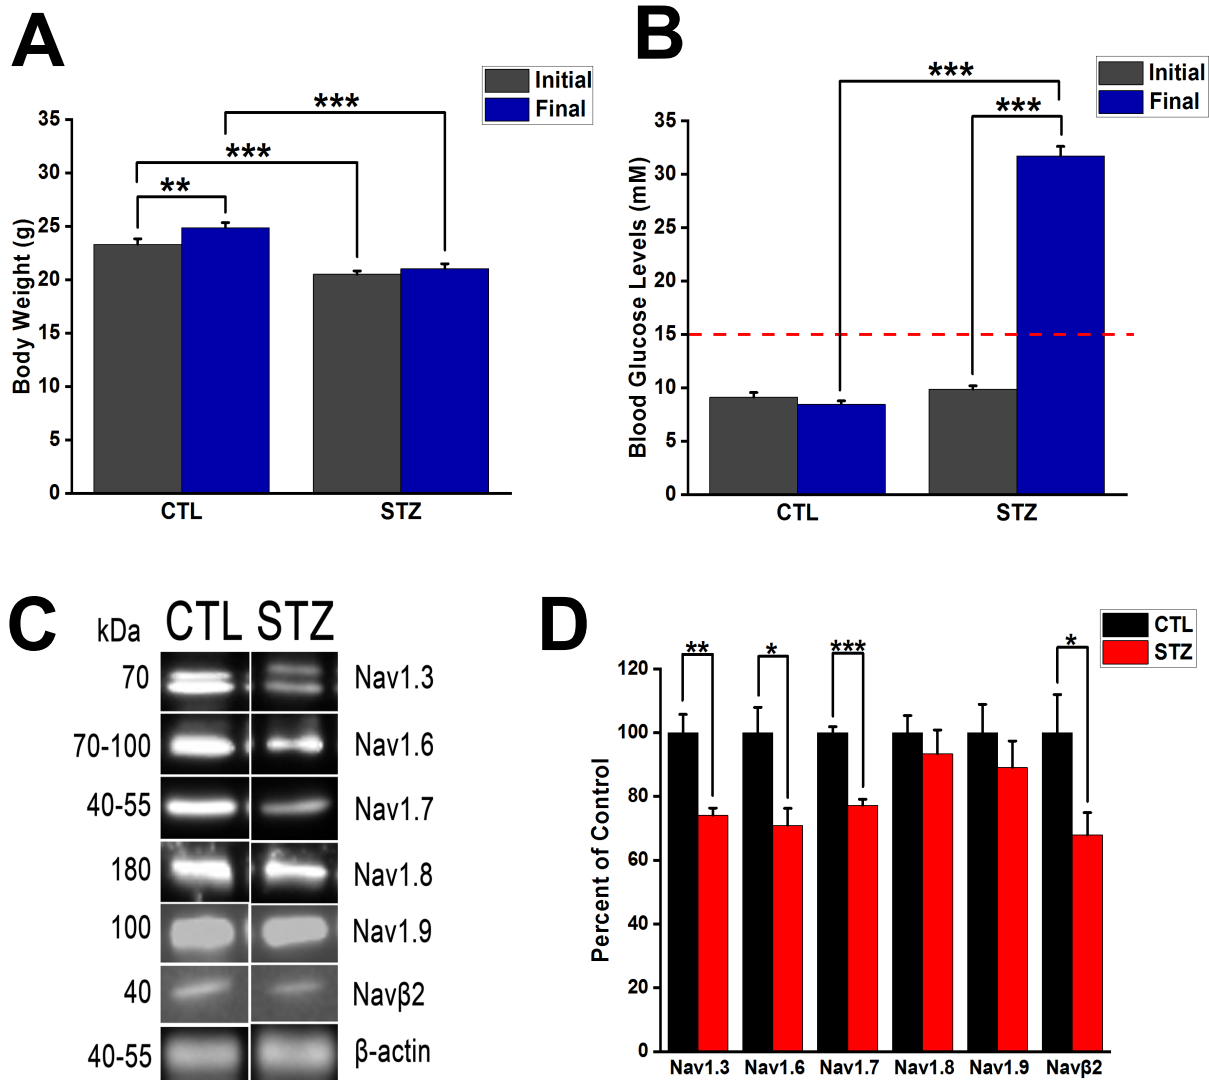 A
Initial
Final
***
***
**
35
30
25
20
15
10
5
0
Body Weight (g)
CTL
STZ
B
Initial
Final
***
***
35
30
25
20
15
10
5
0
Blood Glucose Levels (mM)
CTL
STZ
C
kDa
CTL STZ
70 Nav1.3
70-100 Nav1.6
40-55 Nav1.7
180 Nav1.8
100 Nav1.9
40 Navβ2
40-55 β-actin
D
CTL
STZ
** * *** *
120
100
80
60
40
20
0
Percent of Control
Nav1.3 Nav1.6 Nav1.7 Nav1.8 Nav1.9 Navβ2